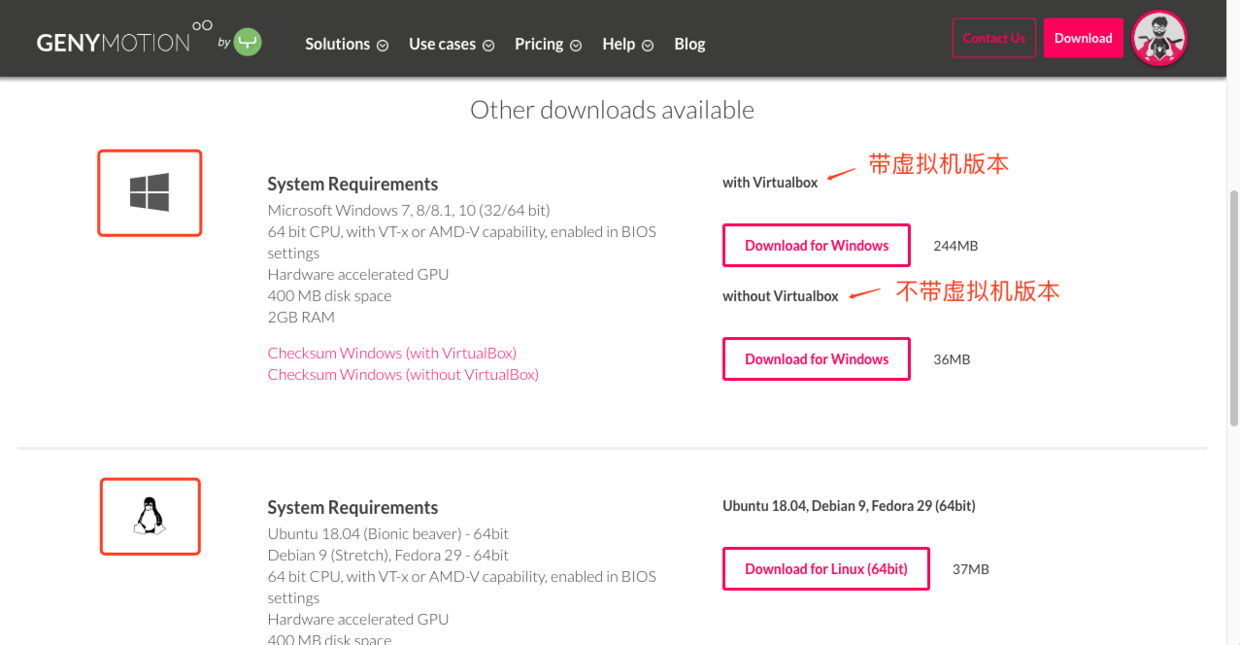 GENYMOTION by
Solutions Use cases Pricing Help Blog
Contact Us
Download
Other downloads available
System Requirements
Microsoft Windows 7, 8/8.1, 10 (32/64 bit)
64 bit CPU, with VT-x or AMD-V capability, enabled in BIOS
settings
Hardware accelerated GPU
400 MB disk space
2GB RAM
Checksum Windows (with VirtualBox)
Checksum Windows (without VirtualBox)
with Virtualbox
带虚拟机版本
Download for Windows 244MB
without Virtualbox
不带虚拟机版本
Download for Windows 36MB
System Requirements
Ubuntu 18.04 (Bionic beaver) - 64bit
Debian 9 (Stretch), Fedora 29 - 64bit
64 bit CPU, with VT-x or AMD-V capability, enabled in BIOS
settings
Hardware accelerated GPU
400 MB disk space
Ubuntu 18.04, Debian 9, Fedora 29 (64bit)
Download for Linux (64bit) 37MB